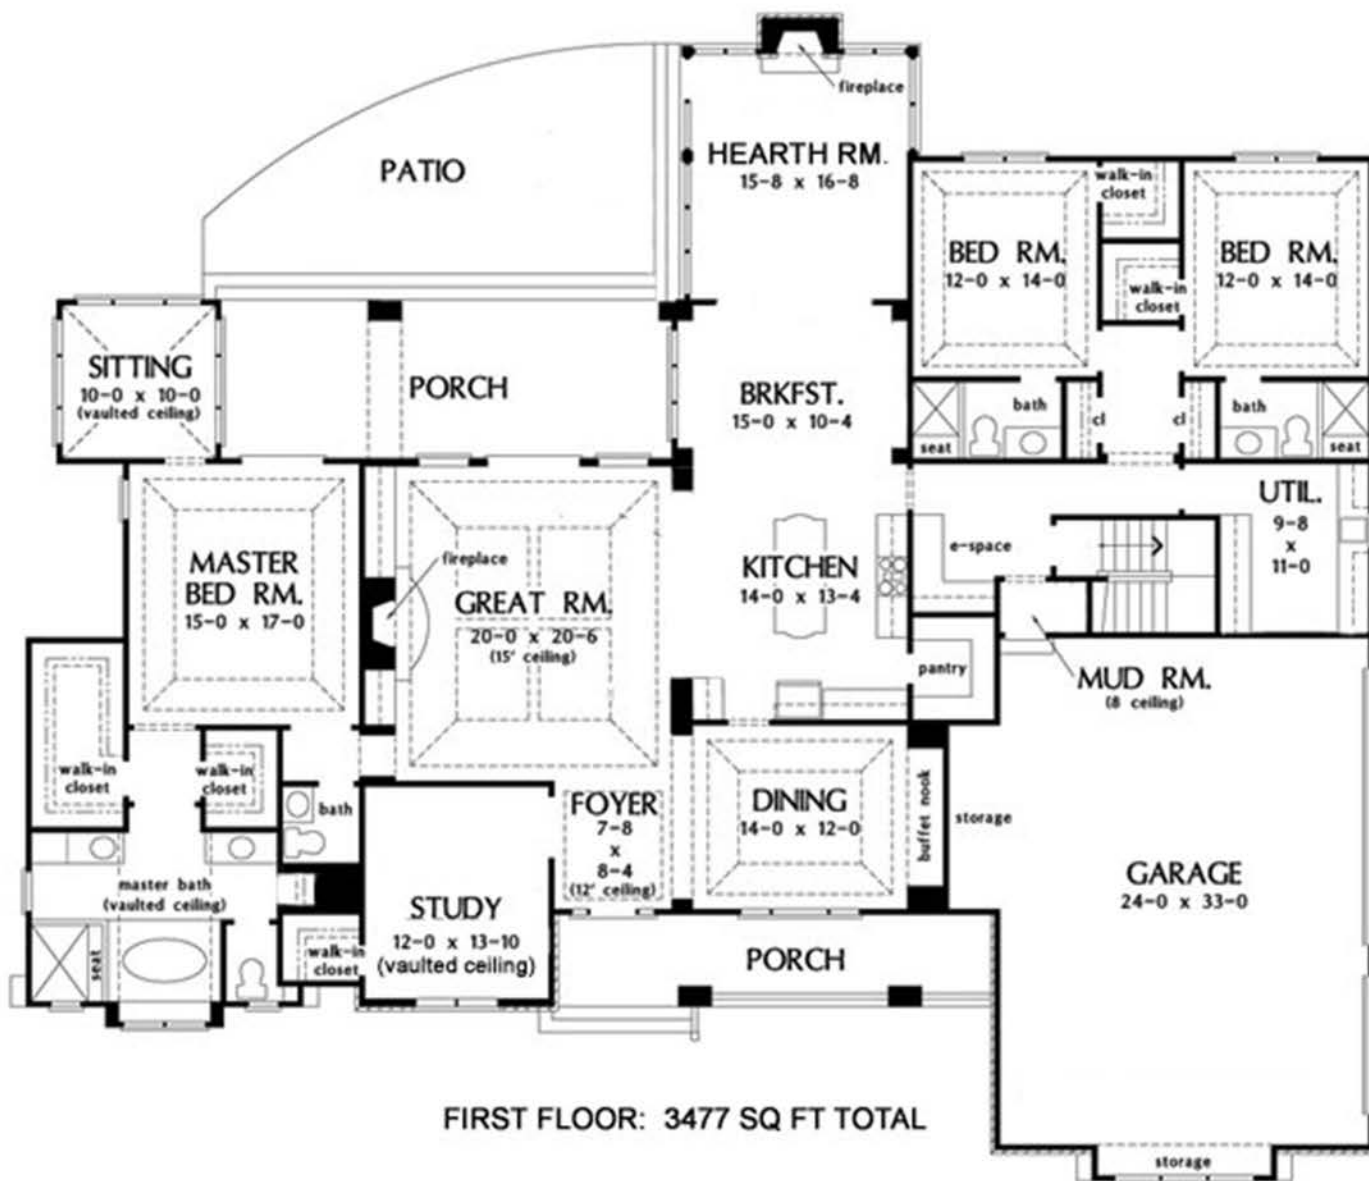 fireplace
PATIO
HEARTH RM.
15-8 x 16-8
walk-in
closet
BED RM.
12-0 x 14-0
BED RM.
12-0 x 14-0
walk-in
closet
SITTING
10-0 x 10-0
(vaulted ceiling)
PORCH
BRKFST.
15-0 x 10-4
bath
cl
cl
bath
seat
seat
UTIL.
9-8
x
11-0
e-space
fireplace
MASTER
BED RM.
15-0 x 17-0
GREAT RM.
20-0 x 20-6
(15' ceiling)
KITCHEN
14-0 x 13-4
pantry
MUD RM.
(8 ceiling)
walk-in
closet
walk-in
closet
bath
FOYER
7-8
x
8-4
(12' ceiling)
DINING
14-0 x 12-0
buffet nook
storage
GARAGE
24-0 x 33-0
master bath
(vaulted ceiling)
seat
walk-in
closet
STUDY
12-0 x 13-10
(vaulted ceiling)
PORCH
FIRST FLOOR: 3477 SQ FT TOTAL
storage